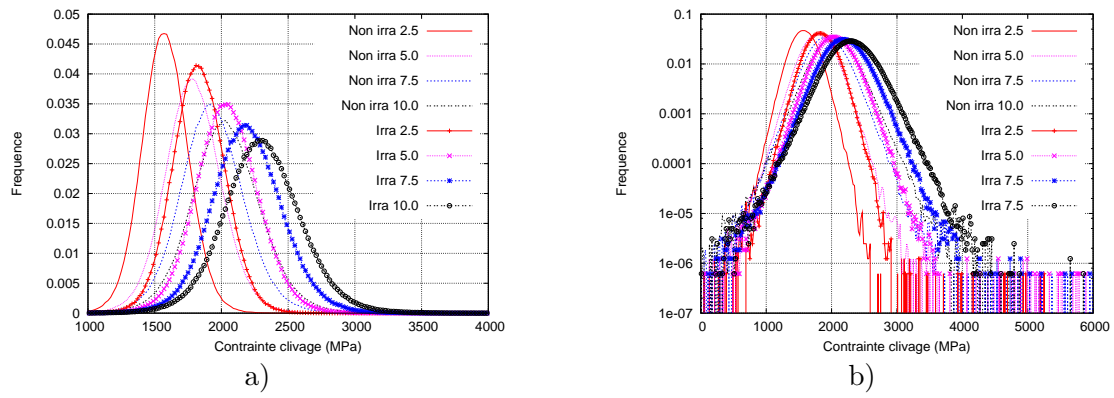 0.05
0.045
0.04
0.035
0.03
0.025
0.02
0.015
0.01
0.005
0
Frequence
1000 1500 2000 2500 3000 3500 4000
Contrainte clivage (MPa)
Non irra 2.5
Non irra 5.0
Non irra 7.5
Non irra 10.0
Irra 2.5
Irra 5.0
Irra 7.5
Irra 10.0
a)
0.1
0.01
0.001
0.0001
1e-05
1e-06
1e-07
Frequence
0 1000 2000 3000 4000 5000 6000
Contrainte clivage (MPa)
Non irra 2.5
Non irra 5.0
Non irra 7.5
Non irra 10.0
Irra 2.5
Irra 5.0
Irra 7.5
Irra 7.5
b)